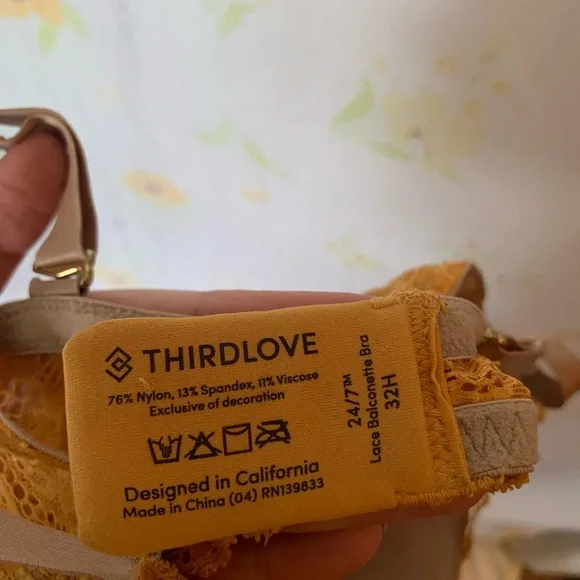 THIRDLOVE
76% Nylon, 13% Spandex, 11% Viscose
Exclusive of decoration
Designed in California
Made in China (04) RN139833
24/7™
Lace Balconette Bra
32H